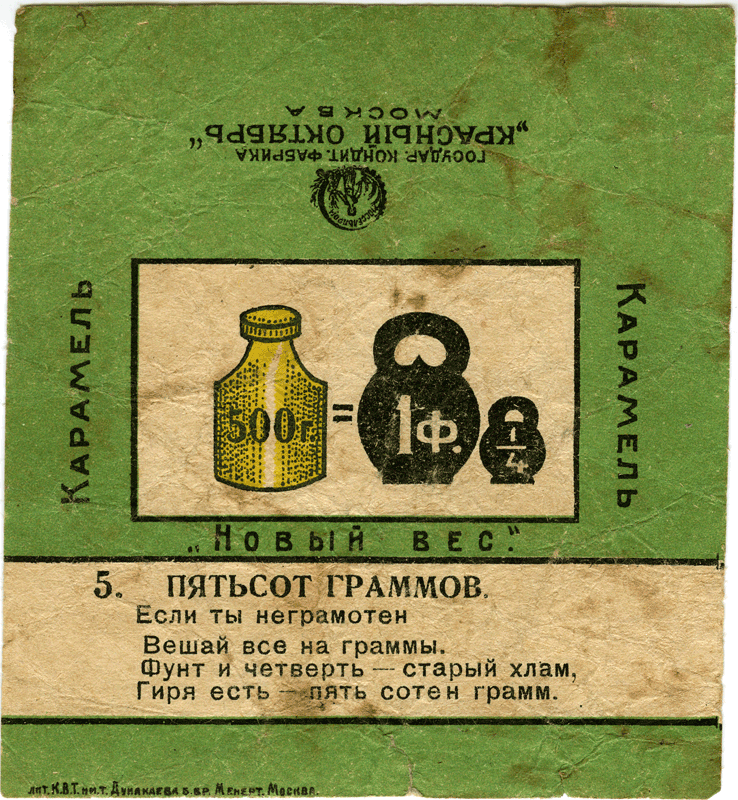 МОСКВА
"КРАСНЫЙ ОКТЯБРЬ"
ГОСУДАР. КОНДИТ. ФАБРИКА
КАРАМЕЛЬ
500г. = 1ф. 1/4
КАРАМЕЛЬ
„НОВЫЙ ВЕС."
5. ПЯТЬСОТ ГРАММОВ.
Если ты неграмотен
Вешай все на граммы.
Фунт и четверть — старый хлам,
Гиря есть — пять сотен грамм.
лит. К.В.Т. им. т. Дунакаева б. бр. Менерт. Москва.